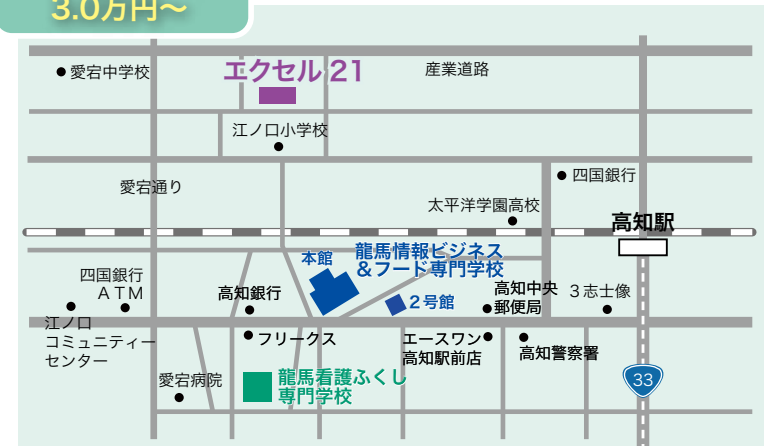 3.0万円〜
愛宕中学校
エクセル21
産業道路
江ノ口小学校
愛宕通り
四国銀行
太平洋学園高校
高知駅
本館
龍馬情報ビジネス
&フード専門学校
四国銀行
ATM
高知銀行
2号館
高知中央
郵便局
3志士像
江ノ口
コミュニティー
センター
フリークス
エースワン
高知駅前店
高知警察署
愛宕病院
龍馬看護ふくし
専門学校
33